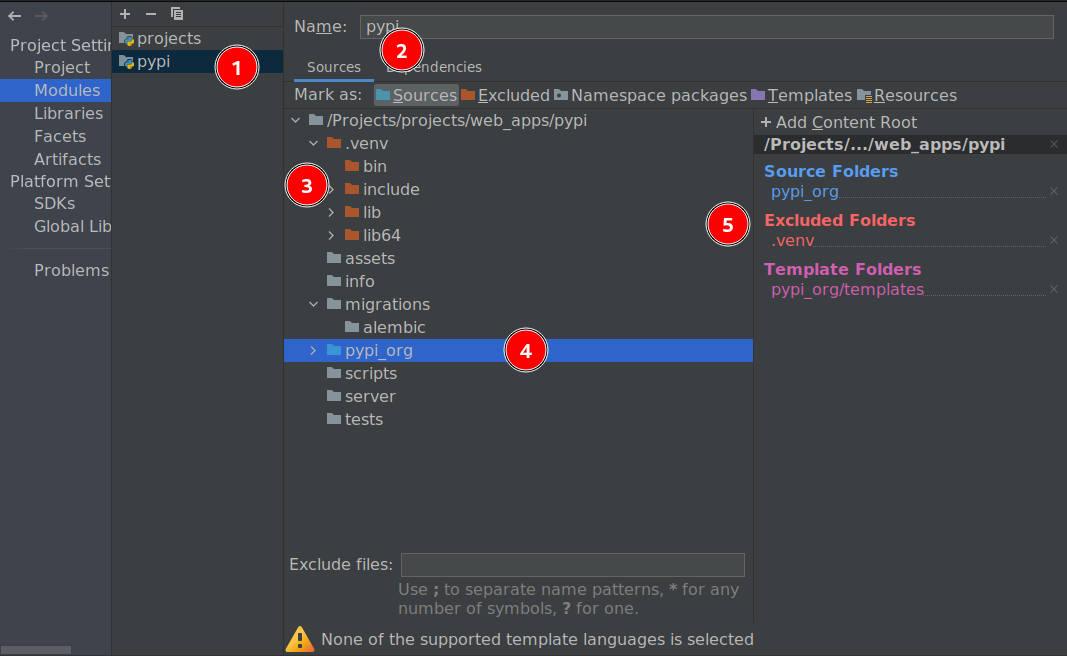 Project Settin
Project
Modules
Libraries
Facets
Artifacts
Platform Set
SDKs
Global Lib
Problems
projects
pypi
1
Name: pypi
2
Sources
Dependencies
Mark as: Sources Excluded Namespace packages Templates Resources
/Projects/projects/web_apps/pypi
.venv
bin
3
include
lib
lib64
assets
info
migrations
alembic
pypi_org
4
scripts
server
tests
+ Add Content Root
/Projects/.../web_apps/pypi
Source Folders
pypi_org
5
Excluded Folders
.venv
Template Folders
pypi_org/templates
Exclude files:
Use ; to separate name patterns, * for any
number of symbols, ? for one.
None of the supported template languages is selected